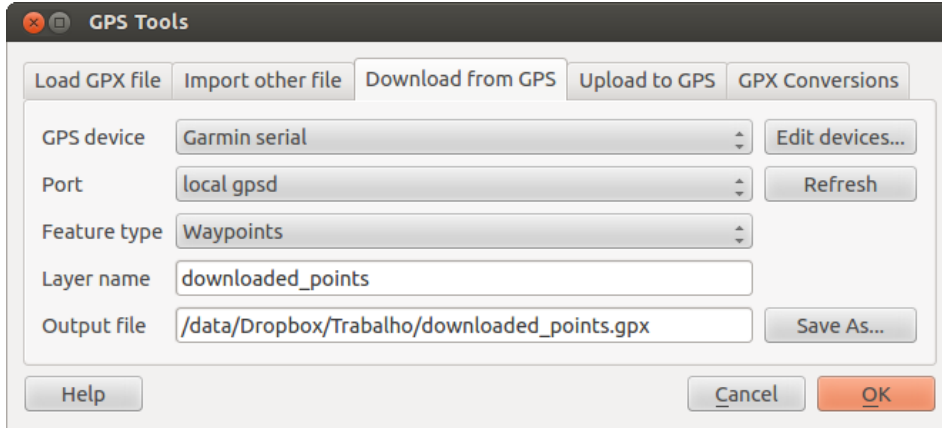 GPS Tools
Load GPX file Import other file Download from GPS Upload to GPS GPX Conversions
GPS device Garmin serial Edit devices...
Port local gpsd Refresh
Feature type Waypoints
Layer name downloaded_points
Output file /data/Dropbox/Trabalho/downloaded_points.gpx Save As...
Help Cancel OK